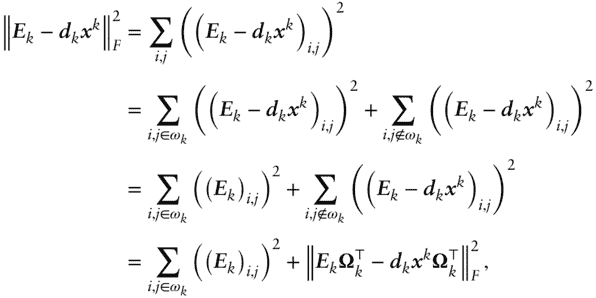 ‖E_k − d_k x^k‖_F^2 = ∑_{i,j} ((E_k − d_k x^k)_{i,j})^2
= ∑_{i,j∈ω_k} ((E_k − d_k x^k)_{i,j})^2 + ∑_{i,j∉ω_k} ((E_k − d_k x^k)_{i,j})^2
= ∑_{i,j∈ω_k} ((E_k)_{i,j})^2 + ∑_{i,j∉ω_k} ((E_k − d_k x^k)_{i,j})^2
= ∑_{i,j∈ω_k} ((E_k)_{i,j})^2 + ‖E_k Ω_k^⊤ − d_k x^k Ω_k^⊤‖_F^2 ,